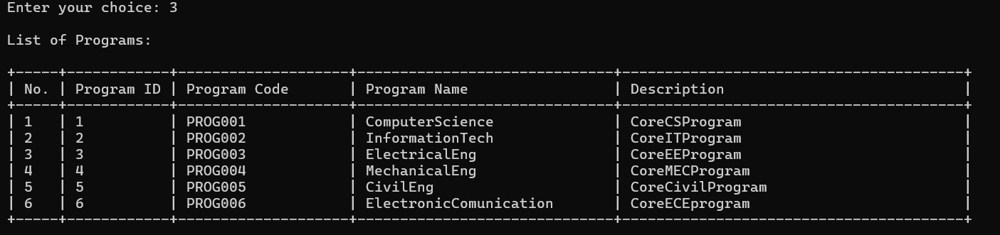 Enter your choice: 3
List of Programs:
+-----+------------+--------------------+------------------------------+----------------------------------------+
| No. | Program ID | Program Code       | Program Name                 | Description                            |
+-----+------------+--------------------+------------------------------+----------------------------------------+
| 1   | 1          | PROG001            | ComputerScience              | CoreCSProgram                          |
| 2   | 2          | PROG002            | InformationTech              | CoreITProgram                          |
| 3   | 3          | PROG003            | ElectricalEng                | CoreEEProgram                          |
| 4   | 4          | PROG004            | MechanicalEng                | CoreMECProgram                         |
| 5   | 5          | PROG005            | CivilEng                     | CoreCivilProgram                       |
| 6   | 6          | PROG006            | ElectronicComunication       | CoreECEprogram                         |
+-----+------------+--------------------+------------------------------+----------------------------------------+